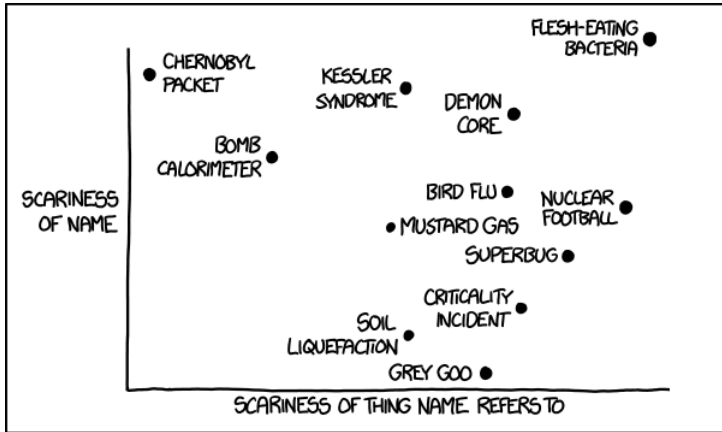 FLESH-EATING
BACTERIA
CHERNOBYL
PACKET
KESSLER
SYNDROME
DEMON
CORE
BOMB
CALORIMETER
BIRD FLU
NUCLEAR
FOOTBALL
SCARINESS
OF NAME
MUSTARD GAS
SUPERBUG
CRITICALITY
INCIDENT
SOIL
LIQUEFACTION
GREY GOO
SCARINESS OF THING NAME REFERS TO